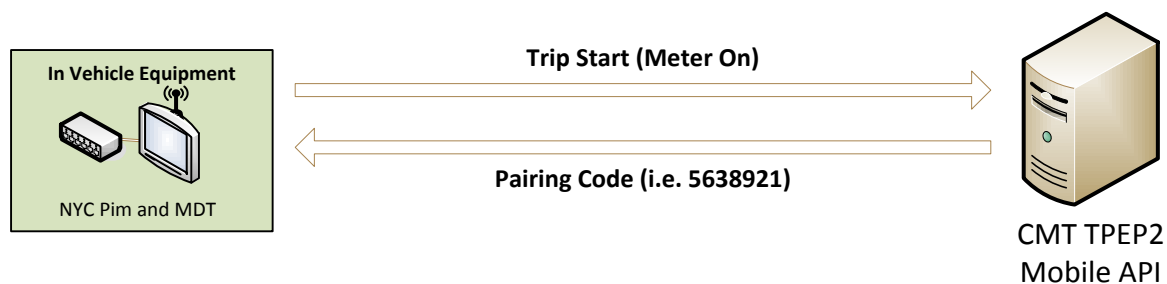 In Vehicle Equipment
NYC Pim and MDT
Trip Start (Meter On)
Pairing Code (i.e. 5638921)
CMT TPEP2
Mobile API